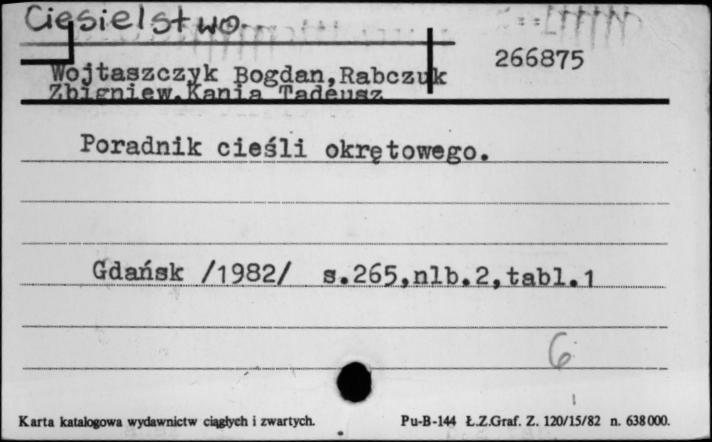 Ciesielstwo
266875
Wojtaszczyk Bogdan,Rabczuk
Zbigniew,Kania Tadeusz
Poradnik cieśli okrętowego.
Gdańsk /1982/ s.265,nlb.2,tabl.1
6
Karta katalogowa wydawnictw ciągłych i zwartych. Pu-B-144 Ł.Z.Graf. Z. 120/15/82 n. 638000.